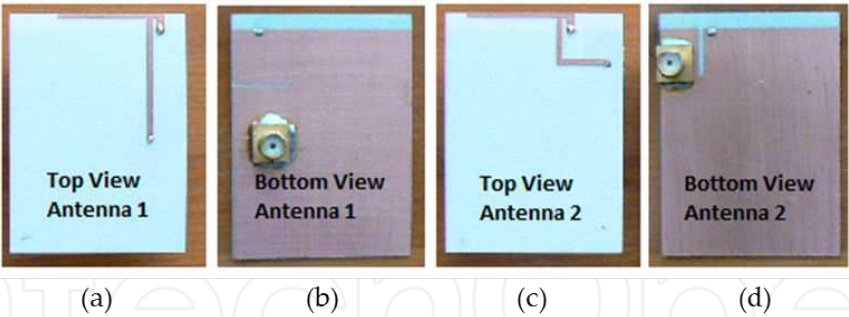 Top View
Antenna 1
Bottom View
Antenna 1
Top View
Antenna 2
Bottom View
Antenna 2
(a)
(b)
(c)
(d)